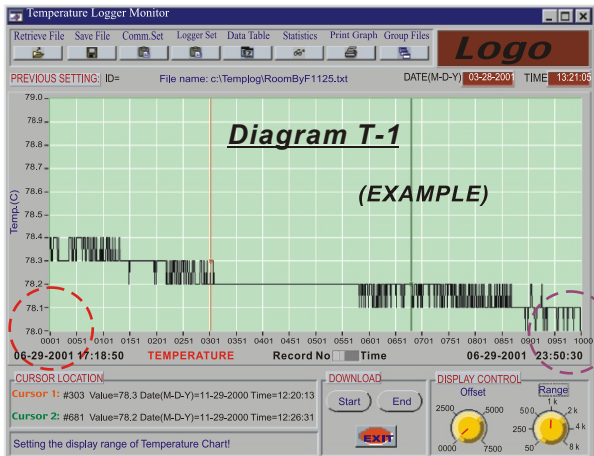 Temperature Logger Monitor
Retrieve File Save File Comm.Set Logger Set Data Table Statistics Print Graph Group Files
Logo
PREVIOUS SETTING: ID= File name: c:\Templog\RoomByF1125.txt DATE(M-D-Y) 03-28-2001 TIME 13:21:05
79.0
78.9
78.8
78.7
78.6
78.5
78.4
78.3
78.2
78.1
78.0
Temp.(C)
Diagram T-1
(EXAMPLE)
0001 0051 0101 0151 0201 0251 0301 0351 0401 0451 0501 0551 0601 0651 0701 0751 0801 0851 0901 0951 1000
06-29-2001 17:18:50 TEMPERATURE Record No Time 06-29-2001 23:50:30
CURSOR LOCATION
Cursor 1: #303 Value=78.3 Date(M-D-Y)=11-29-2000 Time=12:20:13
Cursor 2: #681 Value=78.2 Date(M-D-Y)=11-29-2000 Time=12:26:31
Setting the display range of Temperature Chart!
DOWNLOAD
Start End
EXIT
DISPLAY CONTROL
Offset
2500 5000
0000 7500
Range
1 k
500 2 k
250 4 k
50 8 k